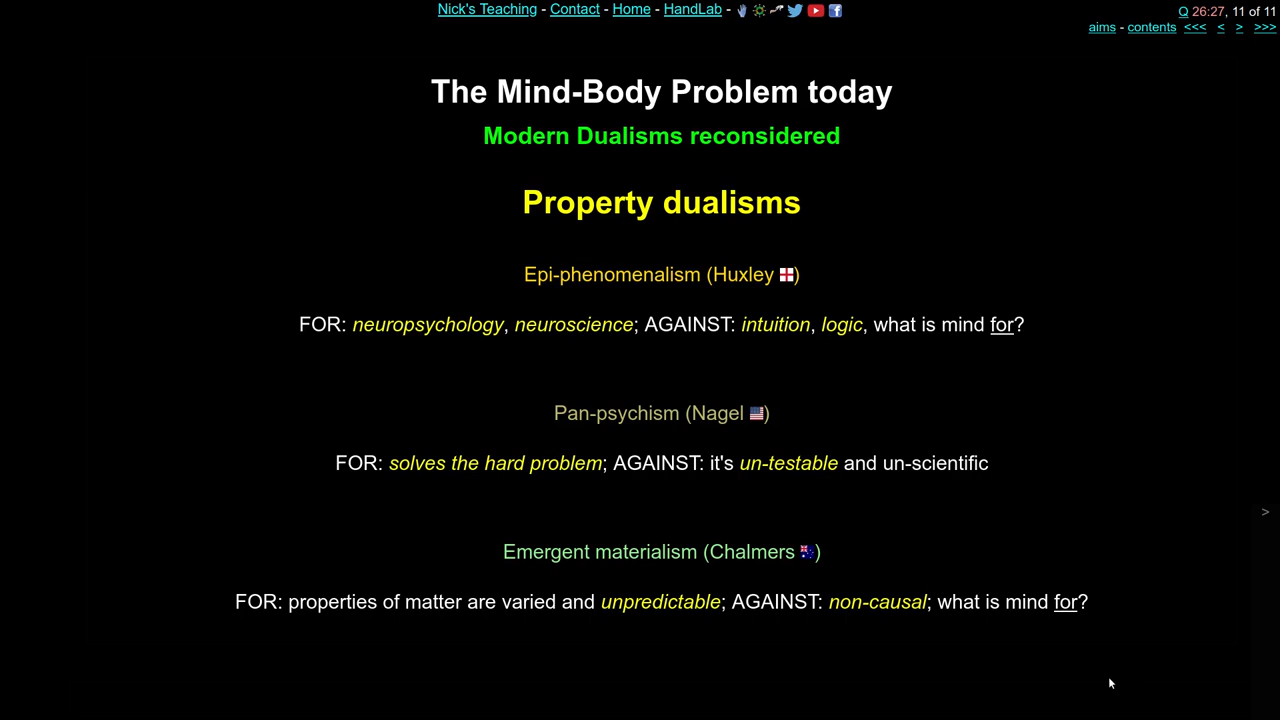 Nick's Teaching - Contact - Home - HandLab -
Q 26:27, 11 of 11
aims - contents <<< < > >>>
The Mind-Body Problem today
Modern Dualisms reconsidered
Property dualisms
Epi-phenomenalism (Huxley )
FOR: neuropsychology, neuroscience; AGAINST: intuition, logic, what is mind for?
Pan-psychism (Nagel )
FOR: solves the hard problem; AGAINST: it's un-testable and un-scientific
>
Emergent materialism (Chalmers )
FOR: properties of matter are varied and unpredictable; AGAINST: non-causal; what is mind for?